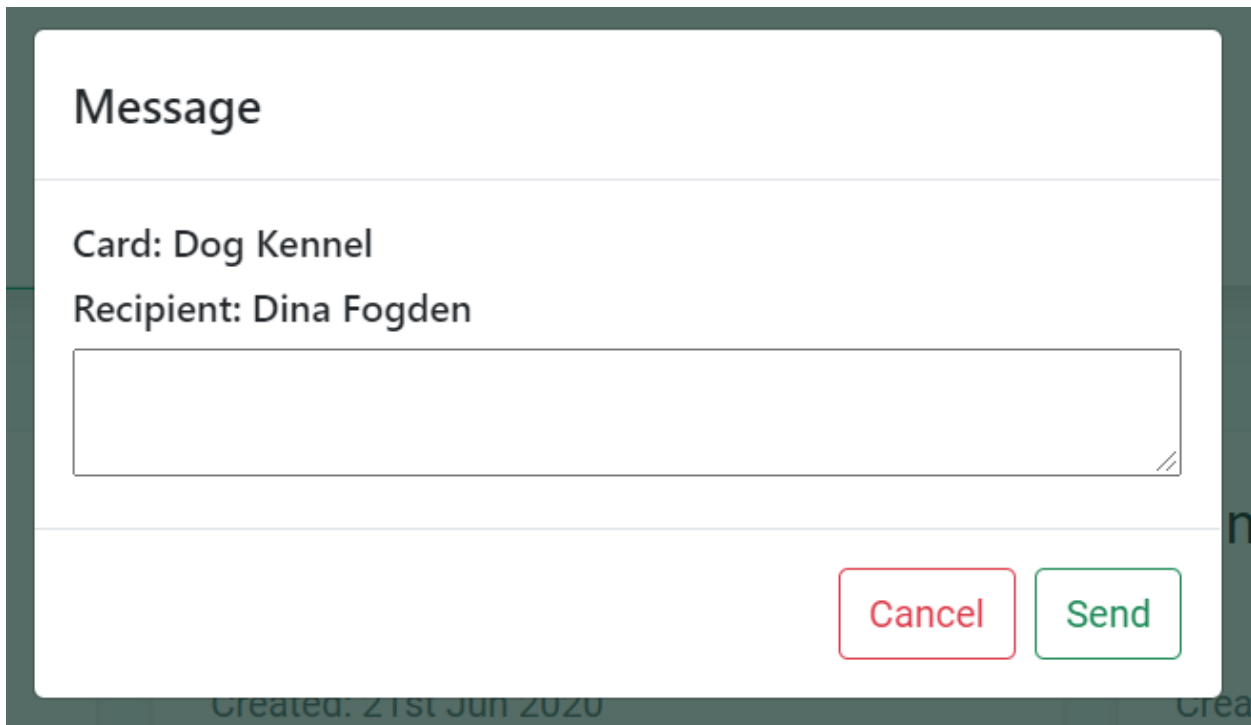 Message
Card: Dog Kennel
Recipient: Dina Fogden
Cancel Send
Created: 21st Jun 2020